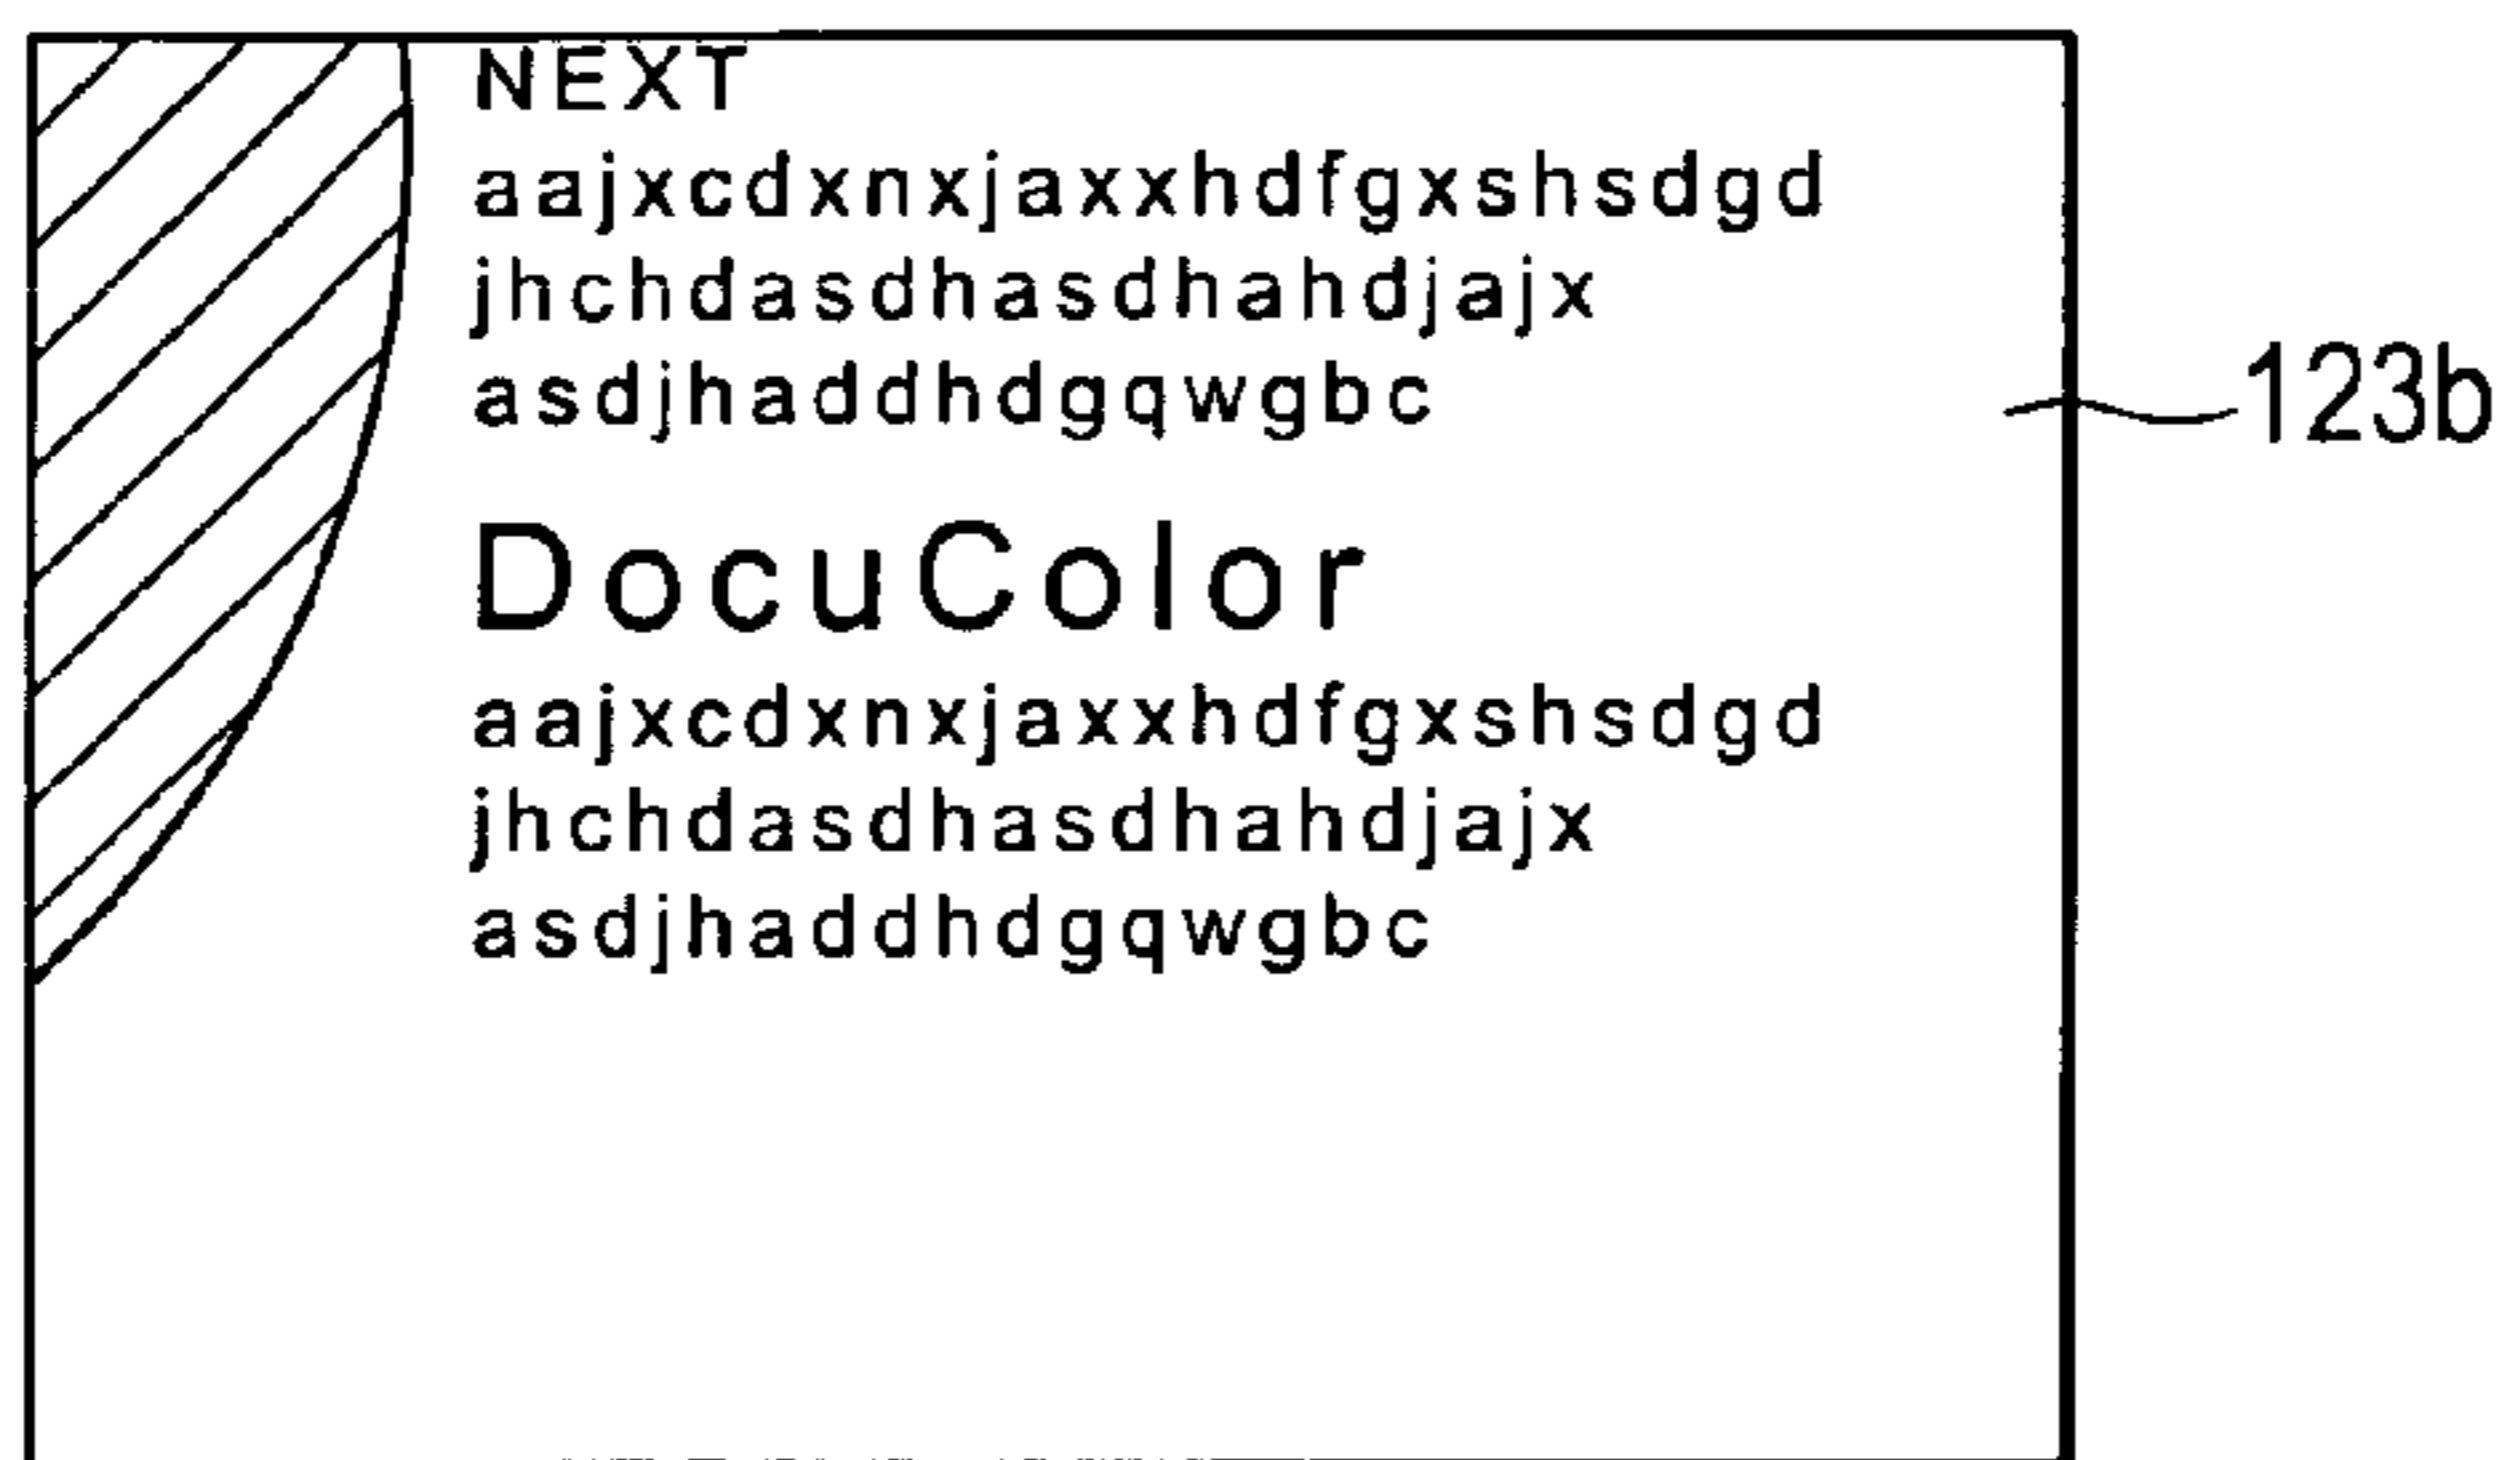 NEXT
aajxcdxnxjaxxhdfgxshsdgd
jhchdasdhasdhahdjajx
asdjhaddhdgqwgbc
123b
DocuColor
aajxcdxnxjaxxhdfgxshsdgd
jhchdasdhasdhahdjajx
asdjhaddhdgqwgbc